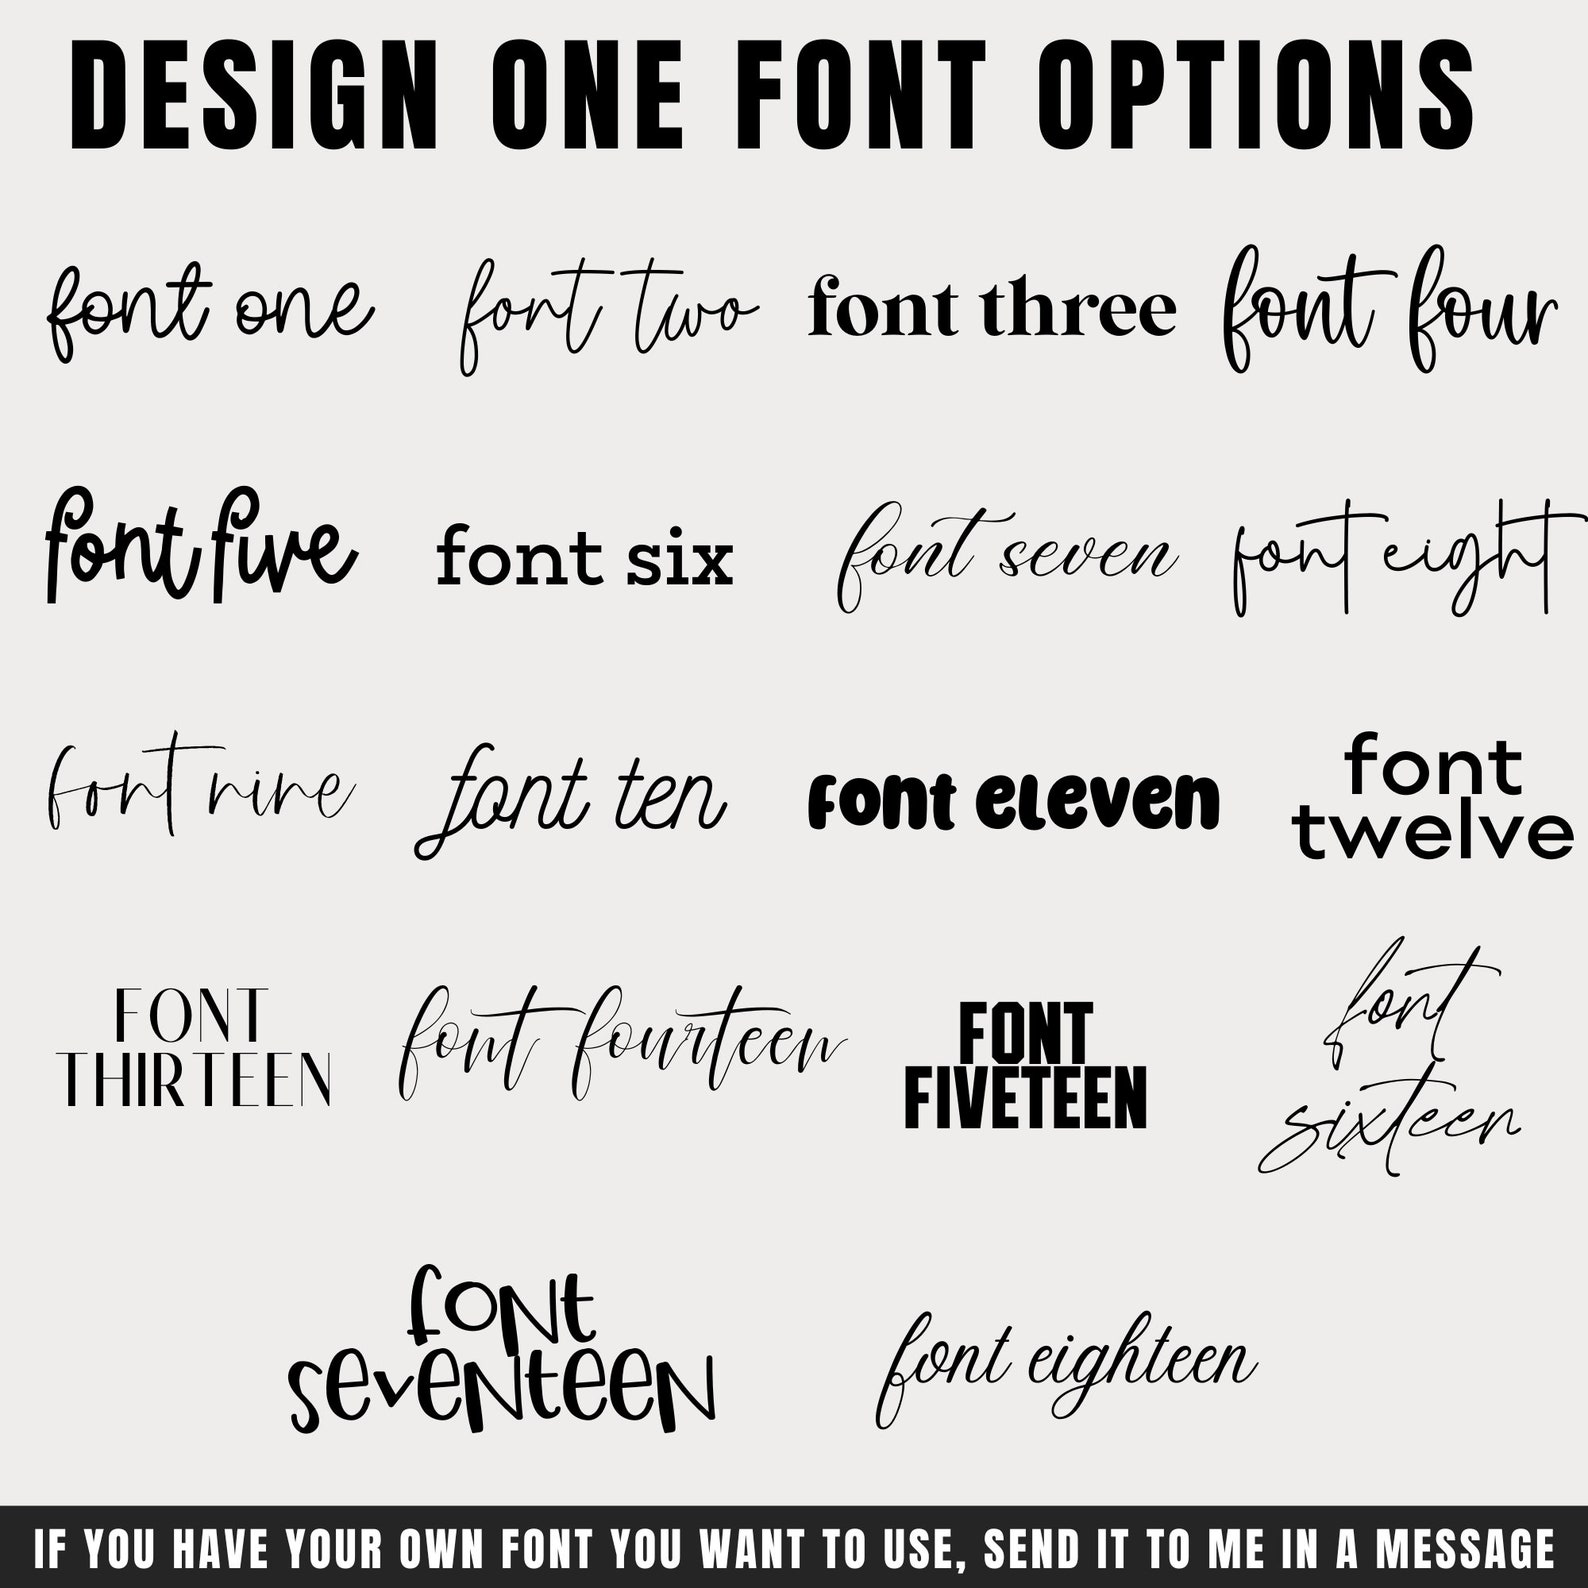 DESIGN ONE FONT OPTIONS
font one
font two
font three
font four
font five
font six
font seven
font eight
font nine
font ten
font eleven
font
twelve
FONT
THIRTEEN
font fourteen
FONT
FIVETEEN
font
sixteen
font
seventeen
font eighteen
IF YOU HAVE YOUR OWN FONT YOU WANT TO USE, SEND IT TO ME IN A MESSAGE